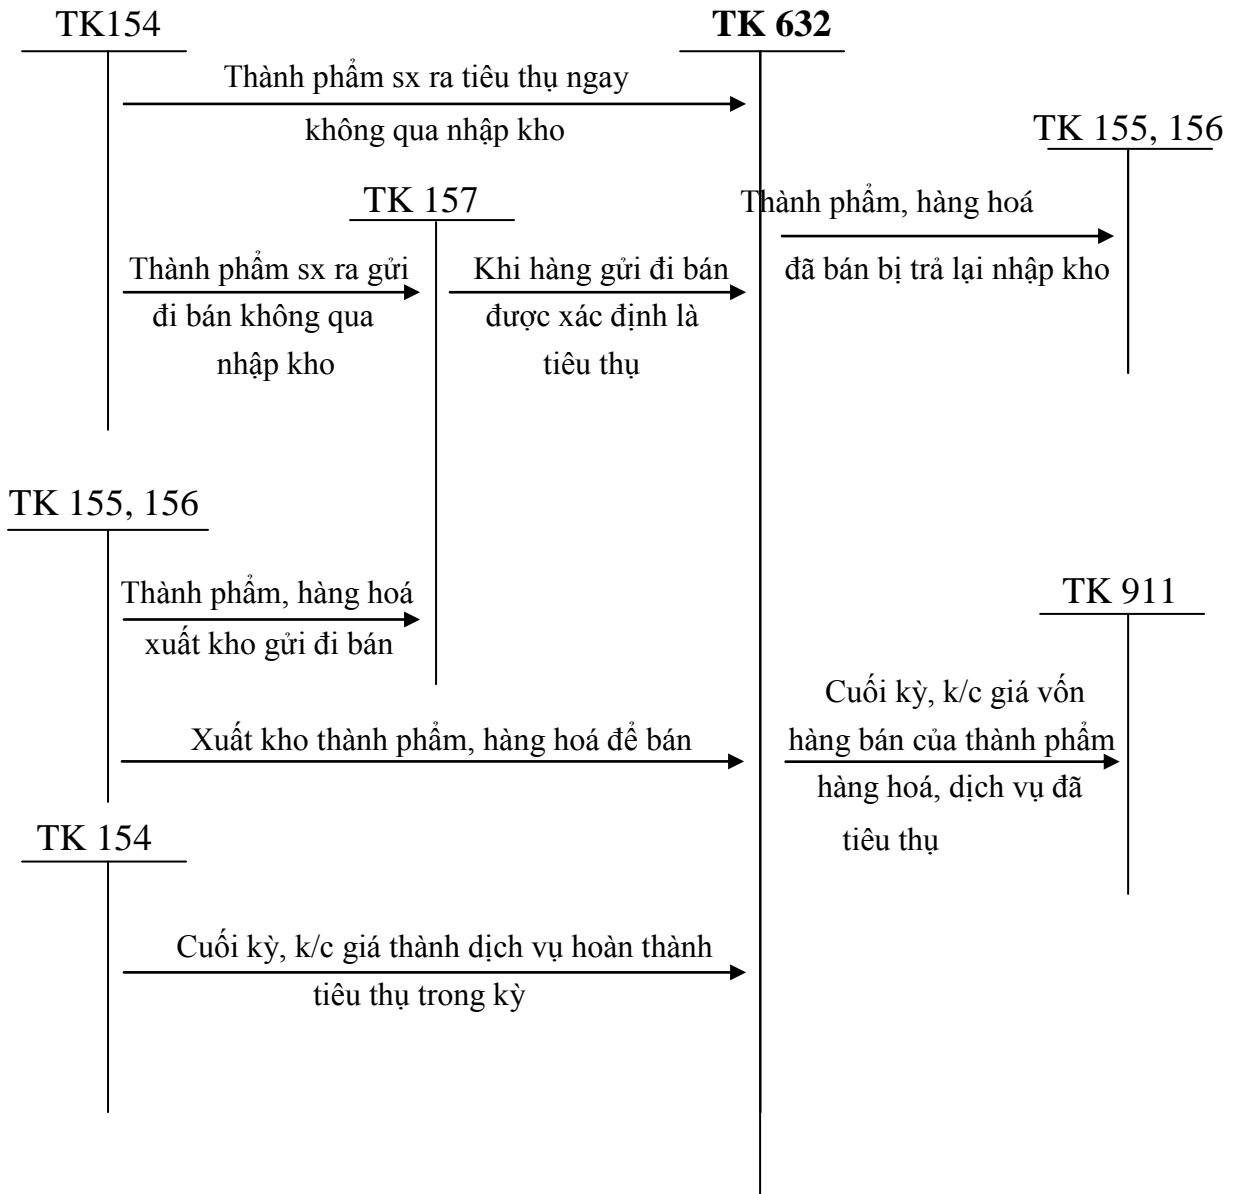 TK154
TK 632
Thành phẩm sx ra tiêu thụ ngay
không qua nhập kho
TK 155, 156
TK 157
Thành phẩm, hàng hoá
đã bán bị trả lại nhập kho
Thành phẩm sx ra gửi
đi bán không qua
nhập kho
Khi hàng gửi đi bán
được xác định là
tiêu thụ
TK 155, 156
Thành phẩm, hàng hoá
xuất kho gửi đi bán
TK 911
Cuối kỳ, k/c giá vốn
hàng bán của thành phẩm
hàng hoá, dịch vụ đã
tiêu thụ
Xuất kho thành phẩm, hàng hoá để bán
TK 154
Cuối kỳ, k/c giá thành dịch vụ hoàn thành
tiêu thụ trong kỳ